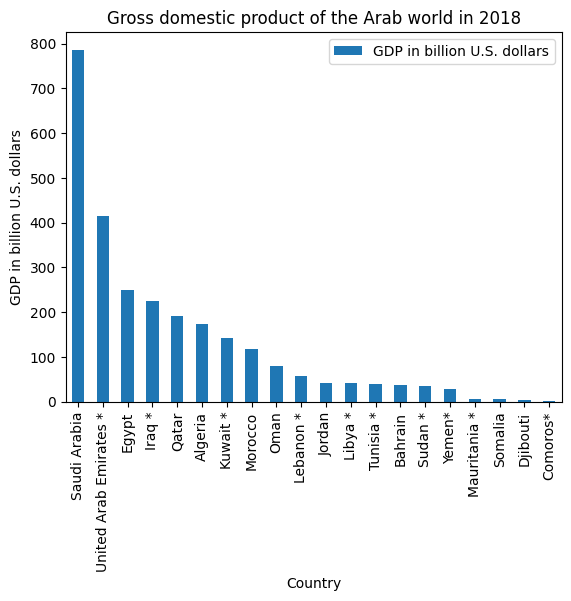 Gross domestic product of the Arab world in 2018
GDP in billion U.S. dollars
GDP in billion U.S. dollars
800
700
600
500
400
300
200
100
0
Saudi Arabia
United Arab Emirates *
Egypt
Iraq *
Qatar
Algeria
Kuwait *
Morocco
Oman
Lebanon *
Jordan
Libya *
Tunisia *
Bahrain
Sudan *
Yemen*
Mauritania *
Somalia
Djibouti
Comoros*
Country